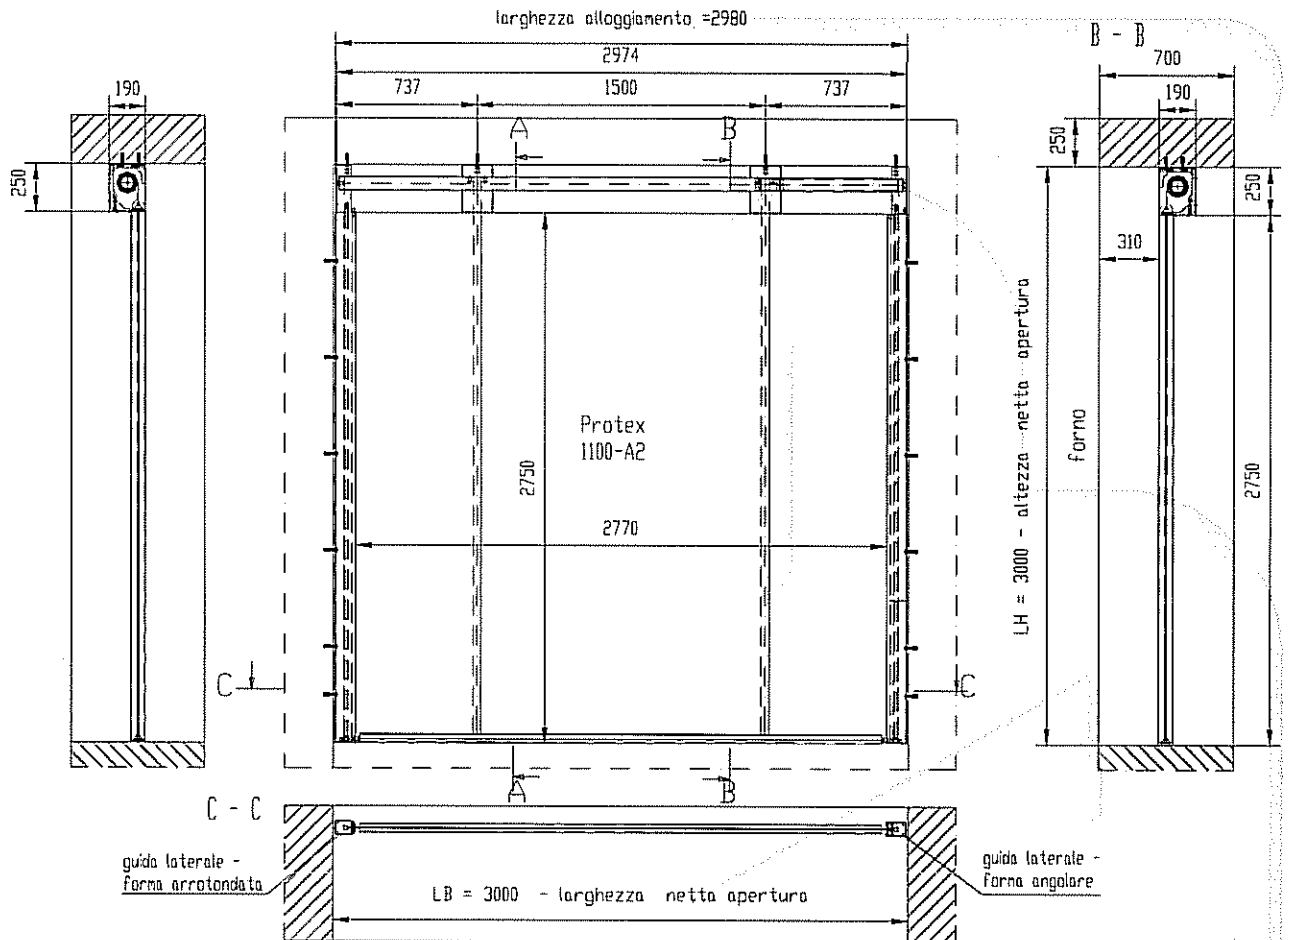 larghezza alloggiamento =2980
B - B
2974
700
190
737
1500
737
190
A
B
250
250
250
310
LH = 3000 - altezza netta apertura
forno
Protex
1100-A2
2750
2750
2770
C
C
A
B
C - C
guida laterale -
forma arrotondata
guida laterale -
forma angolare
LB = 3000 - larghezza netta apertura